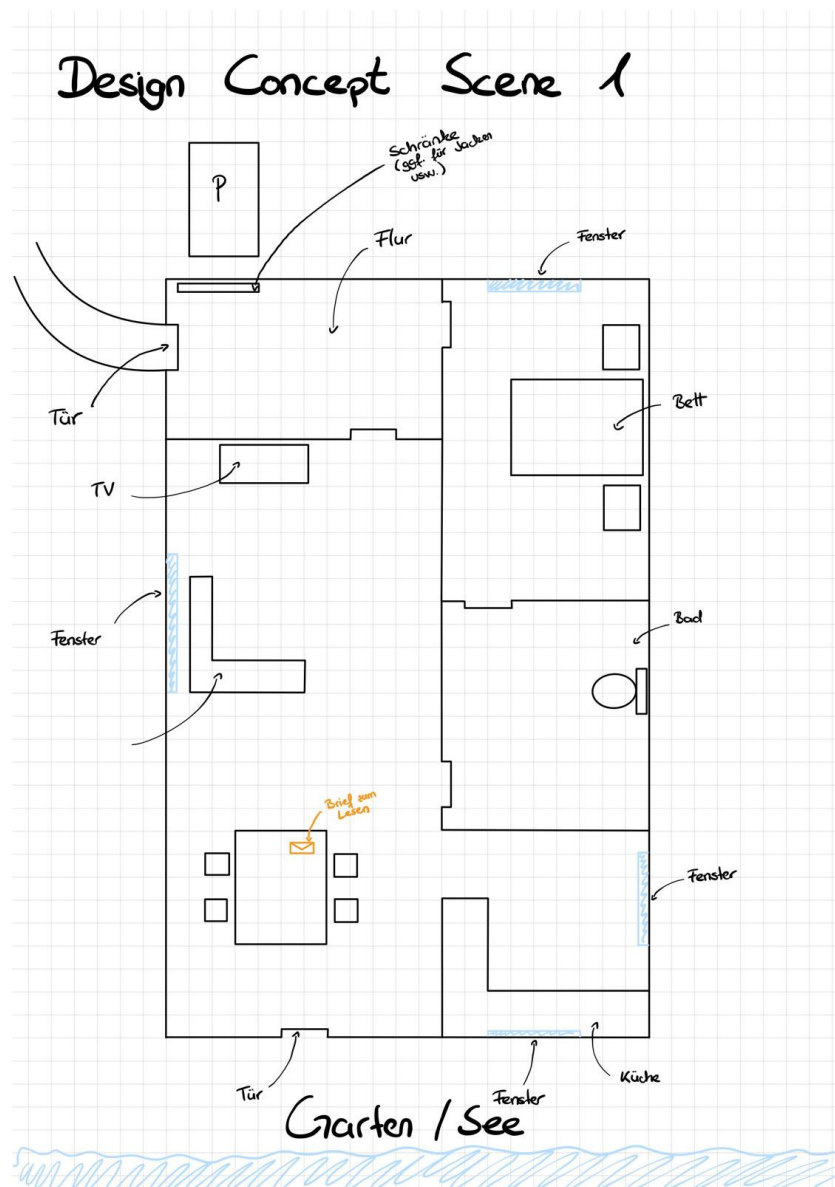 Design Concept Scene 1
Schränke
(ggf. für Jacken
usw.)
P
Flur
Fenster
Tür
Bett
TV
Fenster
Bad
Brief zum
Lesen
Fenster
Küche
Tür
Fenster
Garten / See